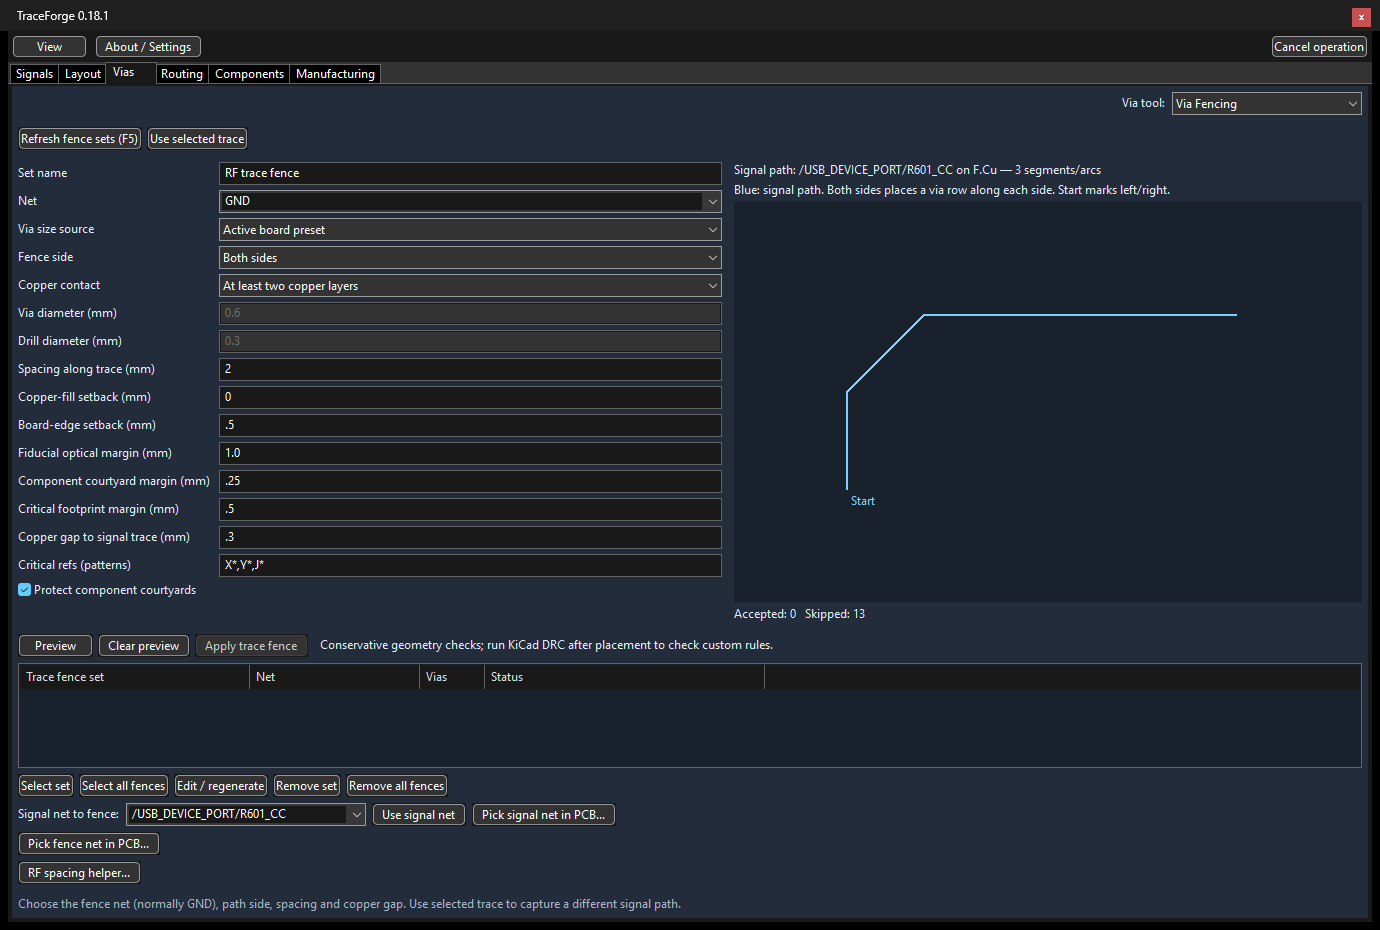 TraceForge 0.18.1
x
View
About / Settings
Cancel operation
Signals
Layout
Vias
Routing
Components
Manufacturing
Via tool:
Via Fencing
Refresh fence sets (F5)
Use selected trace
Set name
RF trace fence
Net
GND
Via size source
Active board preset
Fence side
Both sides
Copper contact
At least two copper layers
Via diameter (mm)
0.6
Drill diameter (mm)
0.3
Spacing along trace (mm)
2
Copper-fill setback (mm)
0
Board-edge setback (mm)
.5
Fiducial optical margin (mm)
1.0
Component courtyard margin (mm)
.25
Critical footprint margin (mm)
.5
Copper gap to signal trace (mm)
.3
Critical refs (patterns)
X*,Y*,J*
Protect component courtyards
Signal path: /USB_DEVICE_PORT/R601_CC on F.Cu — 3 segments/arcs
Blue: signal path. Both sides places a via row along each side. Start marks left/right.
Start
Accepted: 0 Skipped: 13
Preview
Clear preview
Apply trace fence
Conservative geometry checks; run KiCad DRC after placement to check custom rules.
Trace fence set
Net
Vias
Status
Select set
Select all fences
Edit / regenerate
Remove set
Remove all fences
Signal net to fence:
/USB_DEVICE_PORT/R601_CC
Use signal net
Pick signal net in PCB...
Pick fence net in PCB...
RF spacing helper...
Choose the fence net (normally GND), path side, spacing and copper gap. Use selected trace to capture a different signal path.